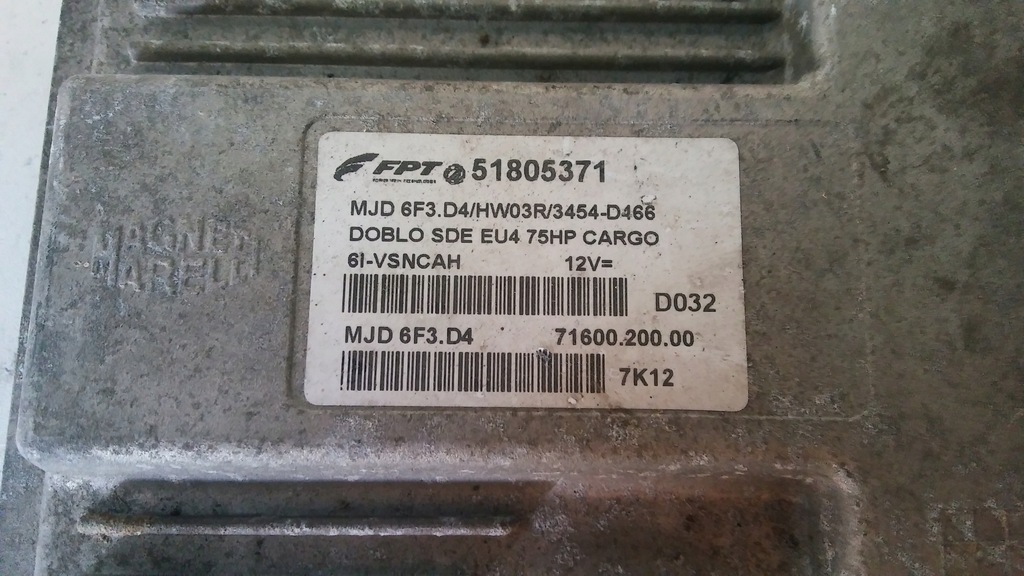 FPT 51805371
MJD 6F3.D4/HW03R/3454-D466
DOBLO SDE EU4 75HP CARGO
6I-VSNCAH 12V=
D032
MJD 6F3.D4 71600.200.00
7K12
MAGNETI
MARELLI